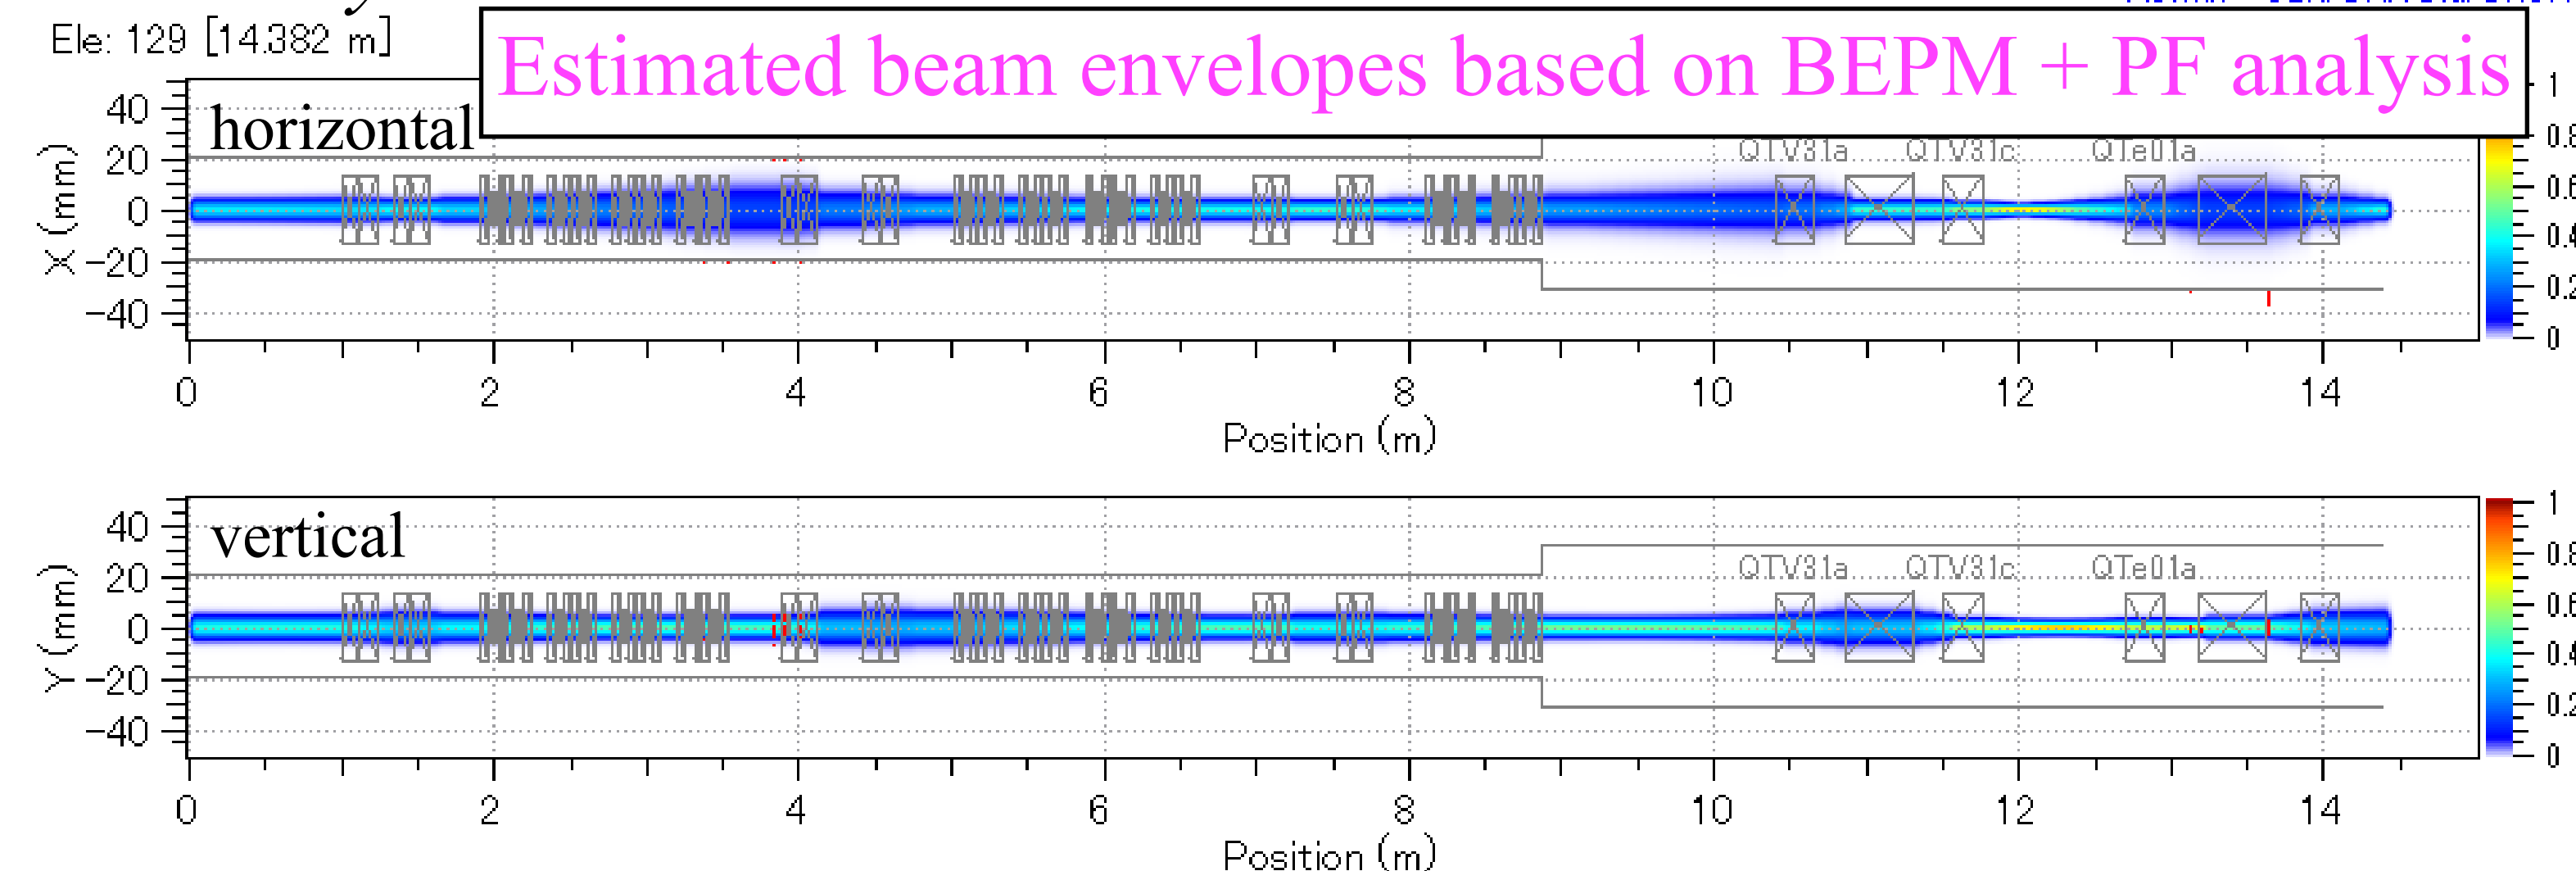 Ele: 129 [14.382 m]
Estimated beam envelopes based on BEPM + PF analysis
horizontal
X (mm)
40
20
0
-20
-40
QTV31a QTV31c QTe01a
1
0.8
0.6
0.4
0.2
0
0 2 4 6 8 10 12 14
Position (m)
vertical
Y (mm)
40
20
0
-20
-40
QTV31a QTV31c QTe01a
1
0.8
0.6
0.4
0.2
0
0 2 4 6 8 10 12 14
Position (m)